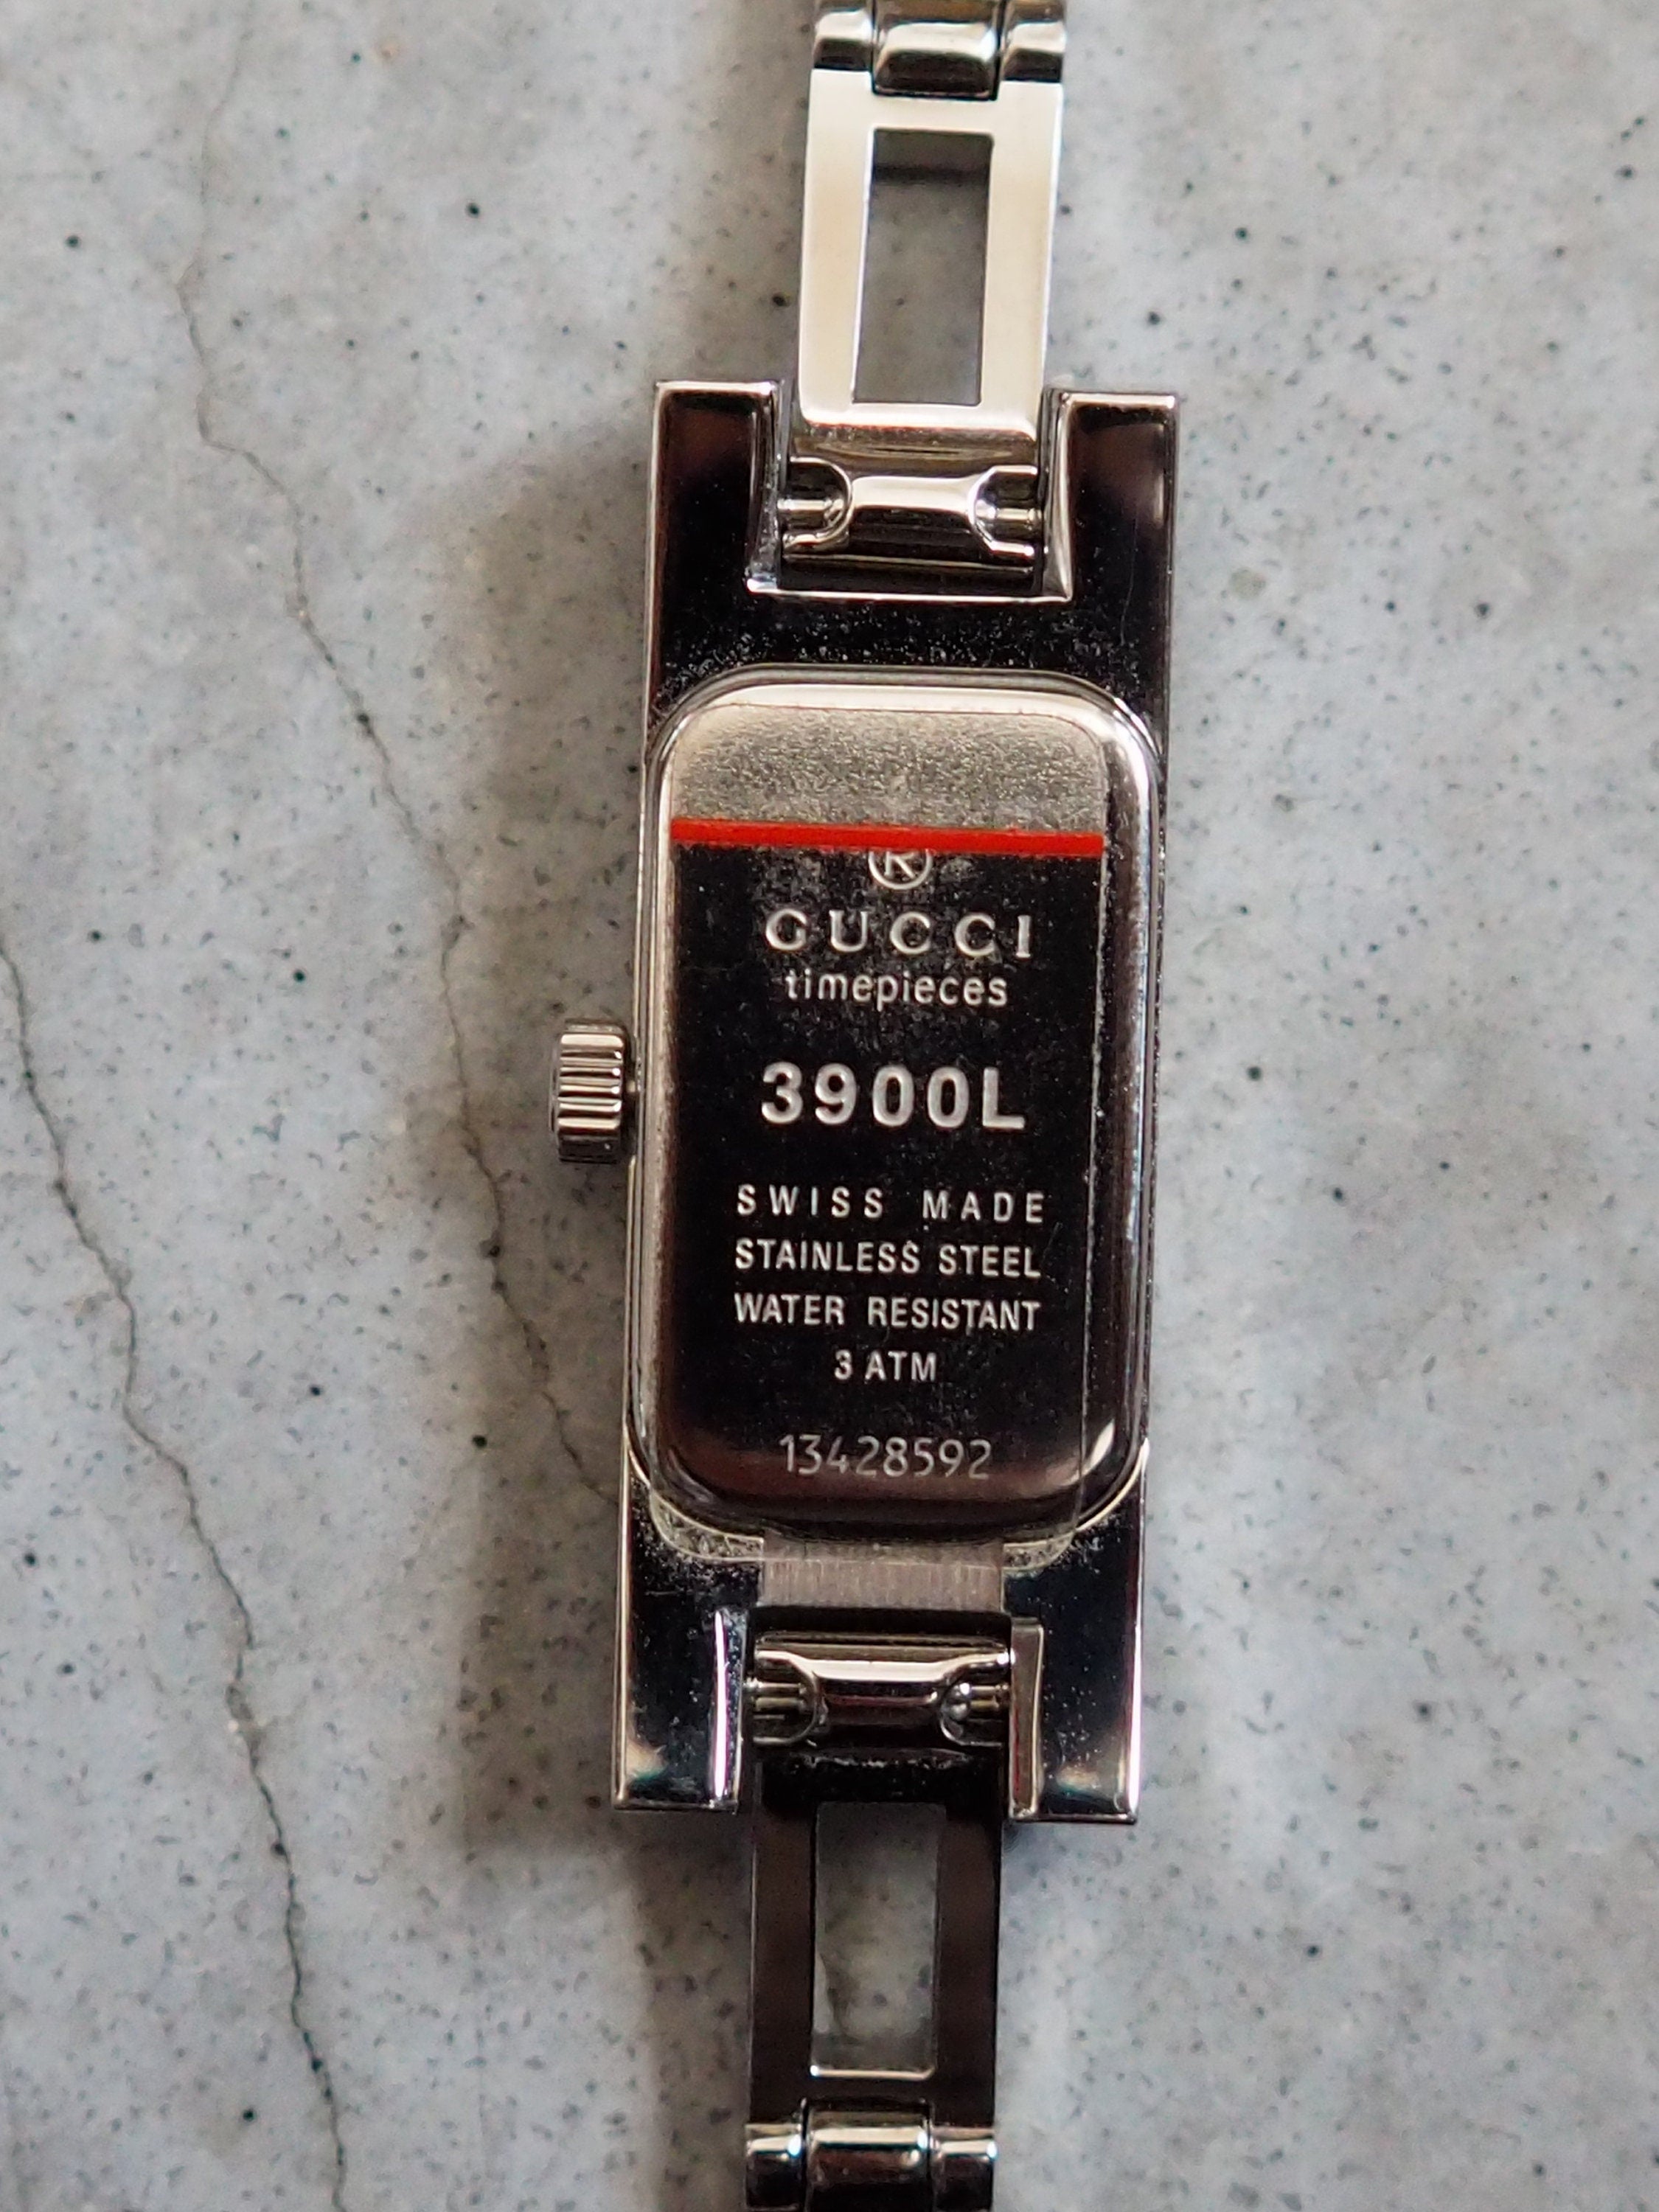 ®
GUCCI
timepieces
3900L
SWISS MADE
STAINLESS STEEL
WATER RESISTANT
3 ATM
13428592